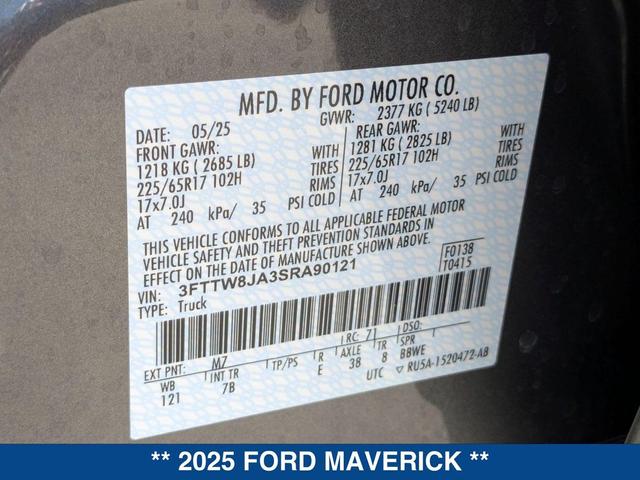 MFD. BY FORD MOTOR CO.
DATE: 05/25 GVWR: 2377 KG ( 5240 LB)
FRONT GAWR: REAR GAWR: WITH
1218 KG ( 2685 LB) WITH 1281 KG ( 2825 LB) TIRES
225/65R17 102H TIRES 225/65R17 102H RIMS
17x7.0J RIMS 17x7.0J
AT 240 kPa/ 35 PSI COLD AT 240 kPa/ 35 PSI COLD
THIS VEHICLE CONFORMS TO ALL APPLICABLE FEDERAL MOTOR
VEHICLE SAFETY AND THEFT PREVENTION STANDARDS IN
EFFECT ON THE DATE OF MANUFACTURE SHOWN ABOVE.
VIN: 3FTTW8JA3SRA90121 F0138
TYPE: Truck T0415
EXT PNT: M7 RC: 71 DSO:
WB INT TR TP/PS R AXLE TR SPR
121 7B E 38 8 BBWE
UTC RU5A-1520472-AB
** 2025 FORD MAVERICK **